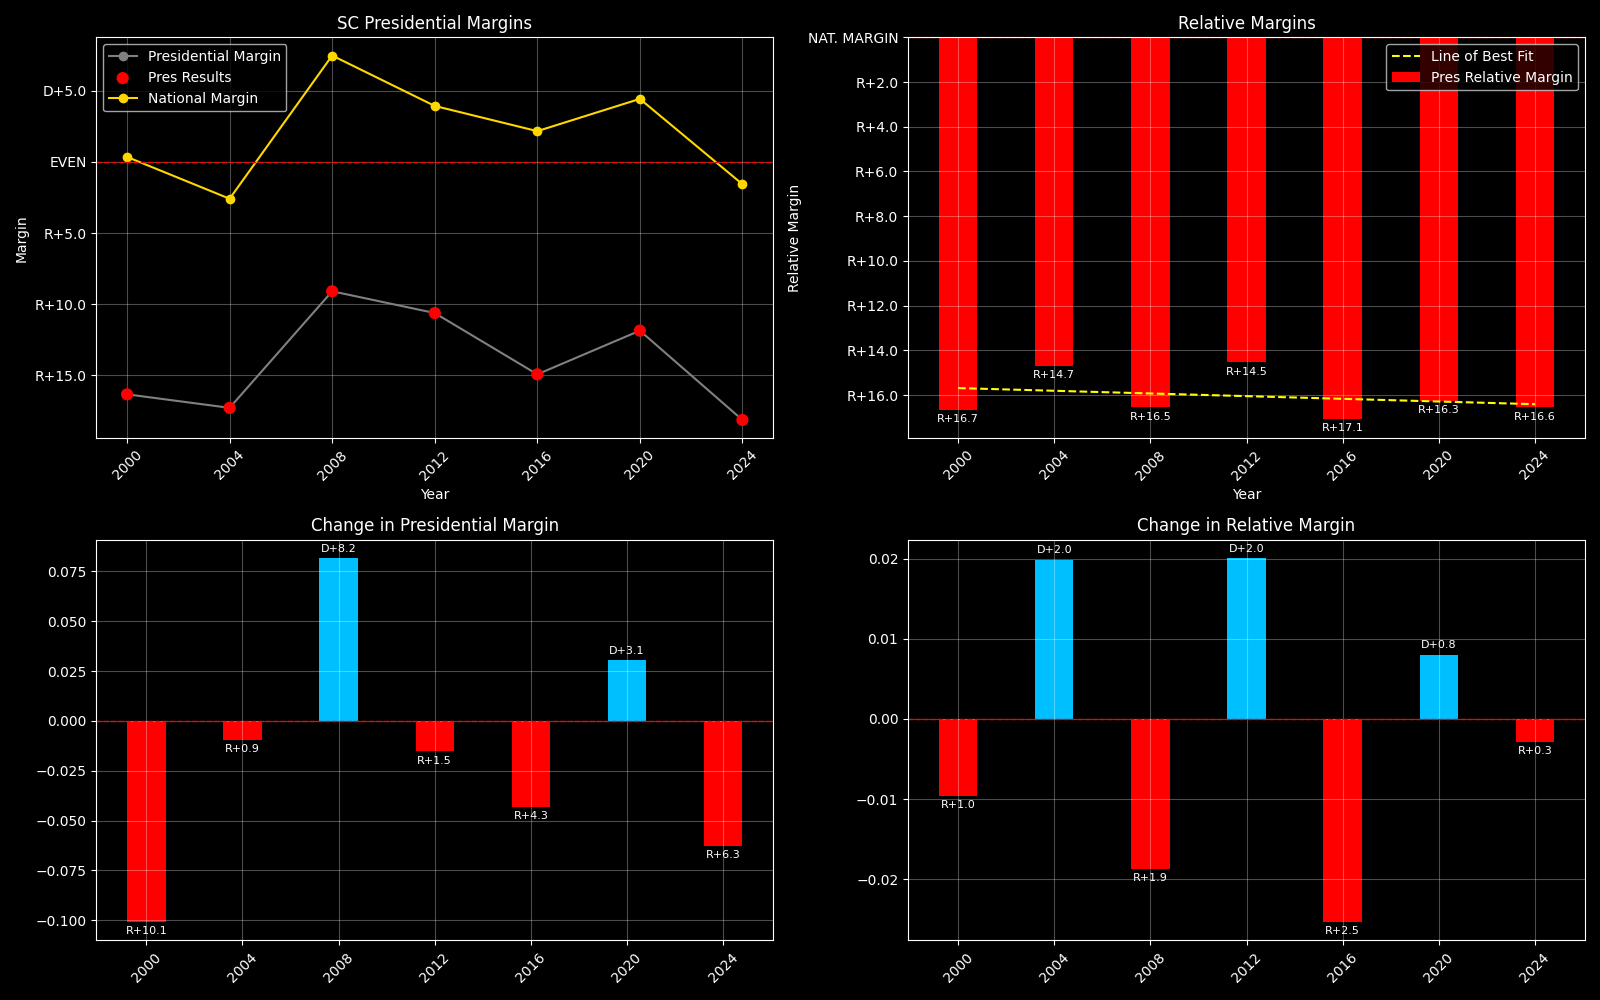 SC Presidential Margins
Presidential Margin
Pres Results
National Margin
D+5.0
EVEN
R+5.0
R+10.0
R+15.0
Margin
2000
2004
2008
2012
2016
2020
2024
Year
Relative Margins
Line of Best Fit
Pres Relative Margin
NAT. MARGIN
R+2.0
R+4.0
R+6.0
R+8.0
R+10.0
R+12.0
R+14.0
R+16.0
Relative Margin
R+16.7
R+14.7
R+16.5
R+14.5
R+17.1
R+16.3
R+16.6
2000
2004
2008
2012
2016
2020
2024
Year
Change in Presidential Margin
0.075
0.050
0.025
0.000
−0.025
−0.050
−0.075
−0.100
R+10.1
R+0.9
D+8.2
R+1.5
R+4.3
D+3.1
R+6.3
2000
2004
2008
2012
2016
2020
2024
Change in Relative Margin
0.02
0.01
0.00
−0.01
−0.02
R+1.0
D+2.0
R+1.9
D+2.0
R+2.5
D+0.8
R+0.3
2000
2004
2008
2012
2016
2020
2024